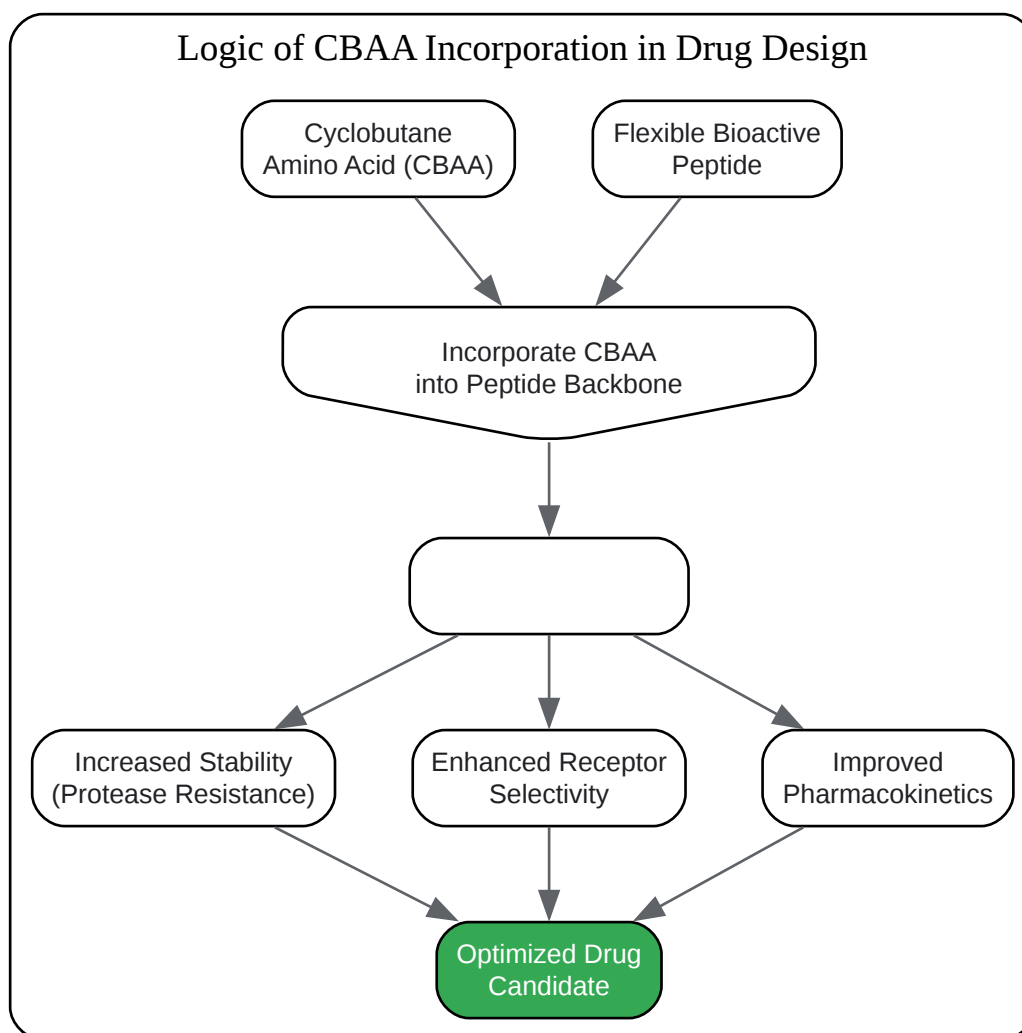 Logic of CBAA Incorporation in Drug Design
Cyclobutane
Amino Acid (CBAA)
Flexible Bioactive
Peptide
Incorporate CBAA
into Peptide Backbone
Increased Stability
(Protease Resistance)
Enhanced Receptor
Selectivity
Improved
Pharmacokinetics
Optimized Drug
Candidate